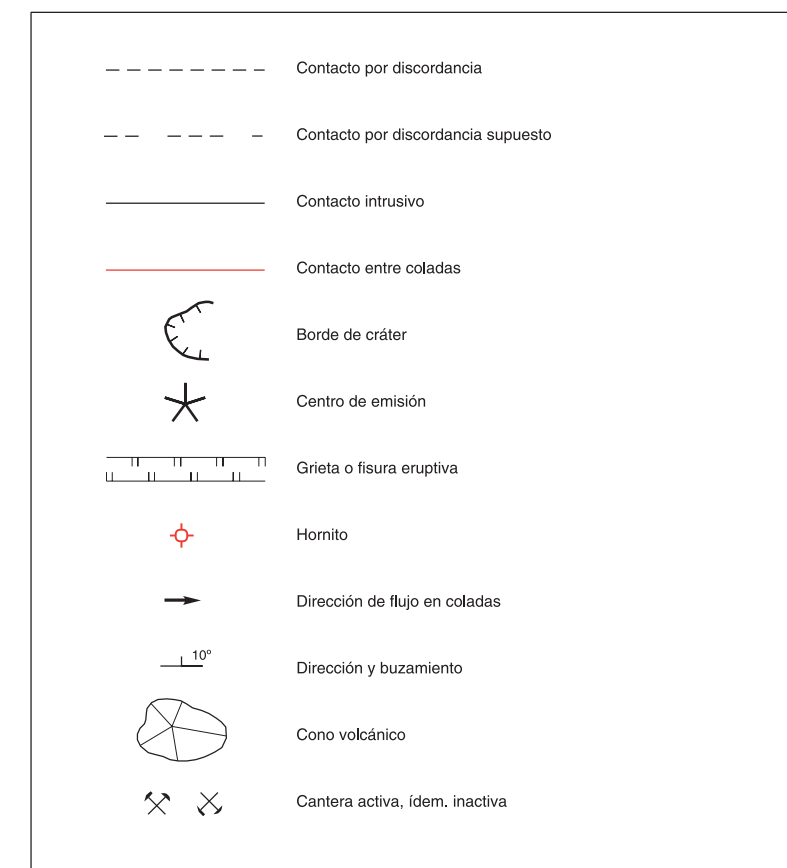 Contacto por discordancia
Contacto por discordancia supuesto
Contacto intrusivo
Contacto entre coladas
Borde de cráter
Centro de emisión
Grieta o fisura eruptiva
Hornito
Dirección de flujo en coladas
10º
Dirección y buzamiento
Cono volcánico
Cantera activa, ídem. inactiva